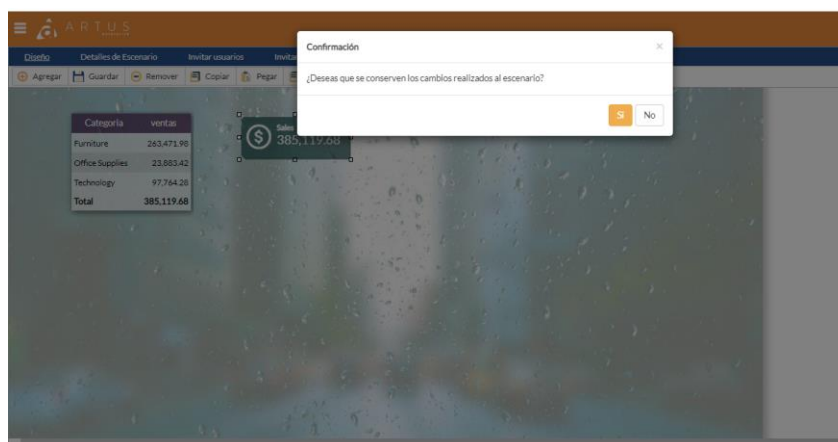 ARTUS
Confirmación ×
Diseño Detalles de Escenario Invitar usuarios Invita
¿Deseas que se conserven los cambios realizados al escenario?
Agregar Guardar Remover Copiar Pegar
SI No
Categoría ventas
Furniture 263,471.98
Office Supplies 23,883.42
Technology 97,764.28
Total 385,119.68
$ Sales
385,119.68